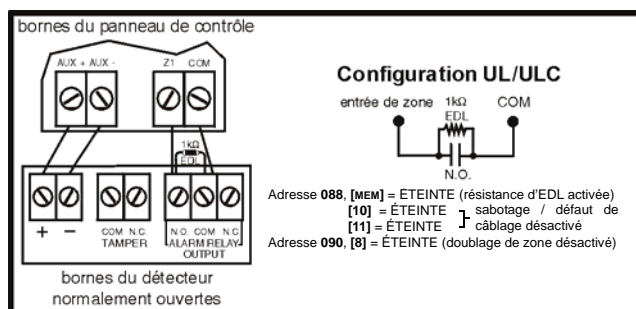 bornes du panneau de contrôle
AUX + AUX - Z1 COM
1kΩ
EDL
+ − COM N.C. N.O. COM N.C.
TAMPER ALARM RELAY
OUTPUT
bornes du détecteur
normalement ouvertes
Configuration UL/ULC
entrée de zone 1kΩ COM
EDL
N.O.
Adresse 088, [MEM] = ÉTEINTE (résistance d'EDL activée)
[10] = ÉTEINTE sabotage / défaut de
[11] = ÉTEINTE câblage désactivé
Adresse 090, [8] = ÉTEINTE (doublage de zone désactivé)